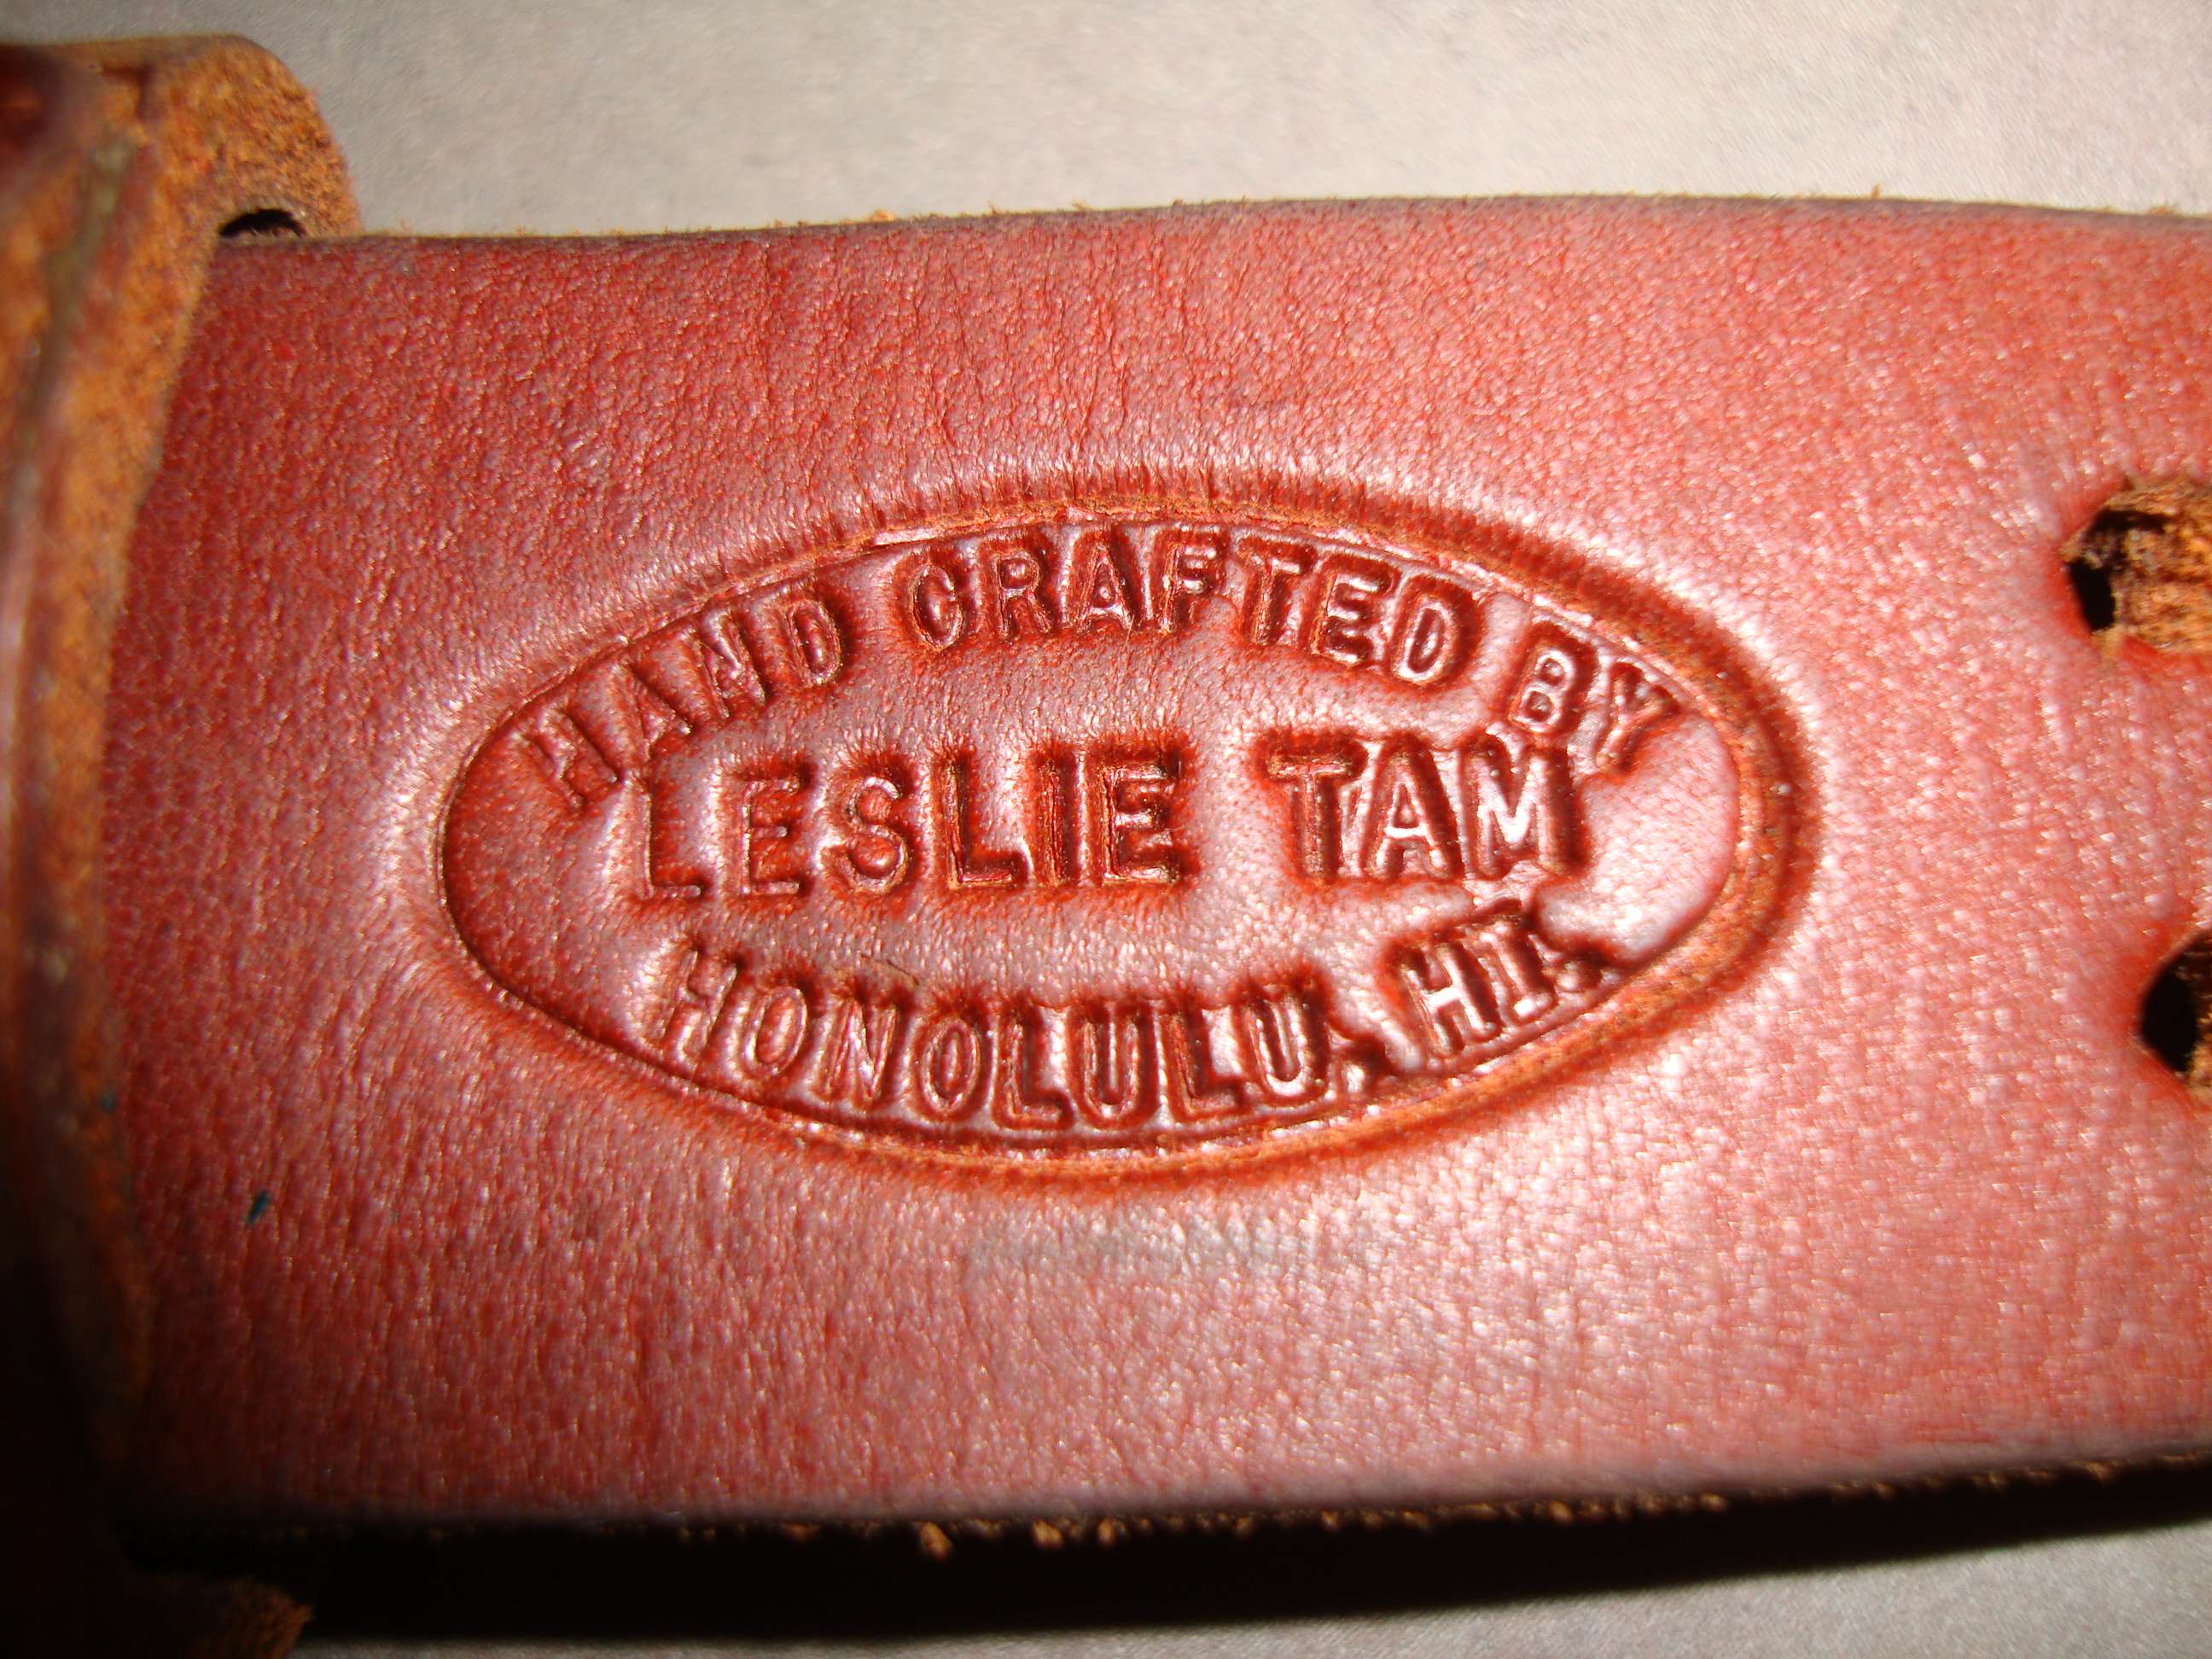 HAND CRAFTED BY
LESLIE TAM
HONOLULU, HI.